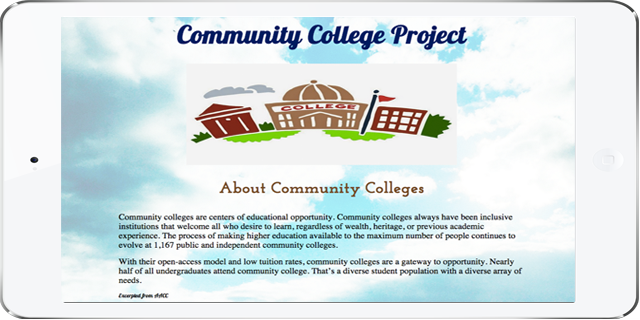 Community College Project
COLLEGE
About Community Colleges
Community colleges are centers of educational opportunity. Community colleges always have been inclusive
institutions that welcome all who desire to learn, regardless of wealth, heritage, or previous academic
experience. The process of making higher education available to the maximum number of people continues to
evolve at 1,167 public and independent community colleges.
With their open-access model and low tuition rates, community colleges are a gateway to opportunity. Nearly
half of all undergraduates attend community college. That's a diverse student population with a diverse array of
needs.
Excerpted from AACC